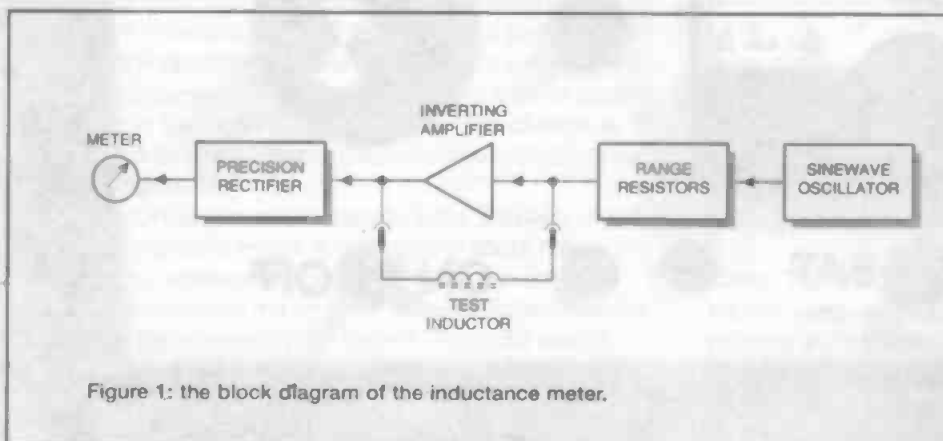 METER
PRECISION
RECTIFIER
INVERTING
AMPLIFIER
RANGE
RESISTORS
SINEWAVE
OSCILLATOR
TEST
INDUCTOR
Figure 1: the block diagram of the inductance meter.